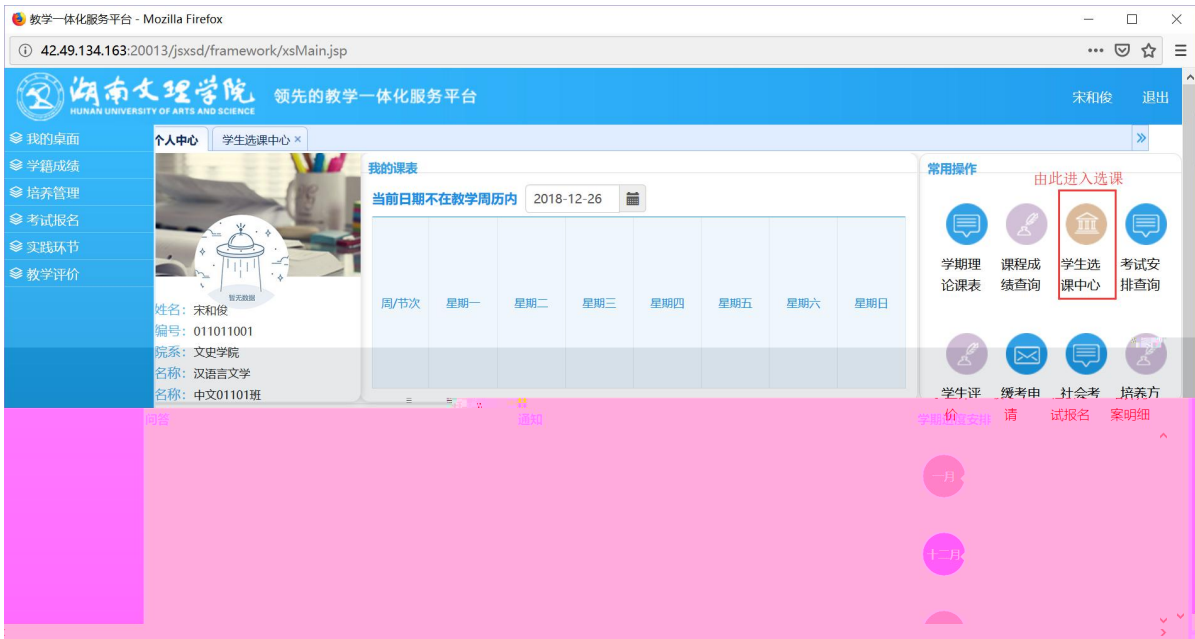 教学一体化服务平台 - Mozilla Firefox
42.49.134.163:20013/jsxsd/framework/xsMain.jsp
湖南文理学院
HUNAN UNIVERSITY OF ARTS AND SCIENCE
领先的教学一体化服务平台
宋和俊 退出
我的桌面
学籍成绩
培养管理
考试报名
实践环节
教学评价
个人中心 学生选课中心 ×
暂无数据
姓名：宋和俊
编号：011011001
院系：文史学院
名称：汉语言文学
名称：中文01101班
我的课表
当前日期不在教学周历内 2018-12-26
周/节次 星期一 星期二 星期三 星期四 星期五 星期六 星期日
常用操作
由此进入选课
学期理论课表
课程成绩查询
学生选课中心
考试安排查询
学生评价
缓考申请
社会考试报名
培养方案明细
问答
通知
学期进程安排
一月
十二月